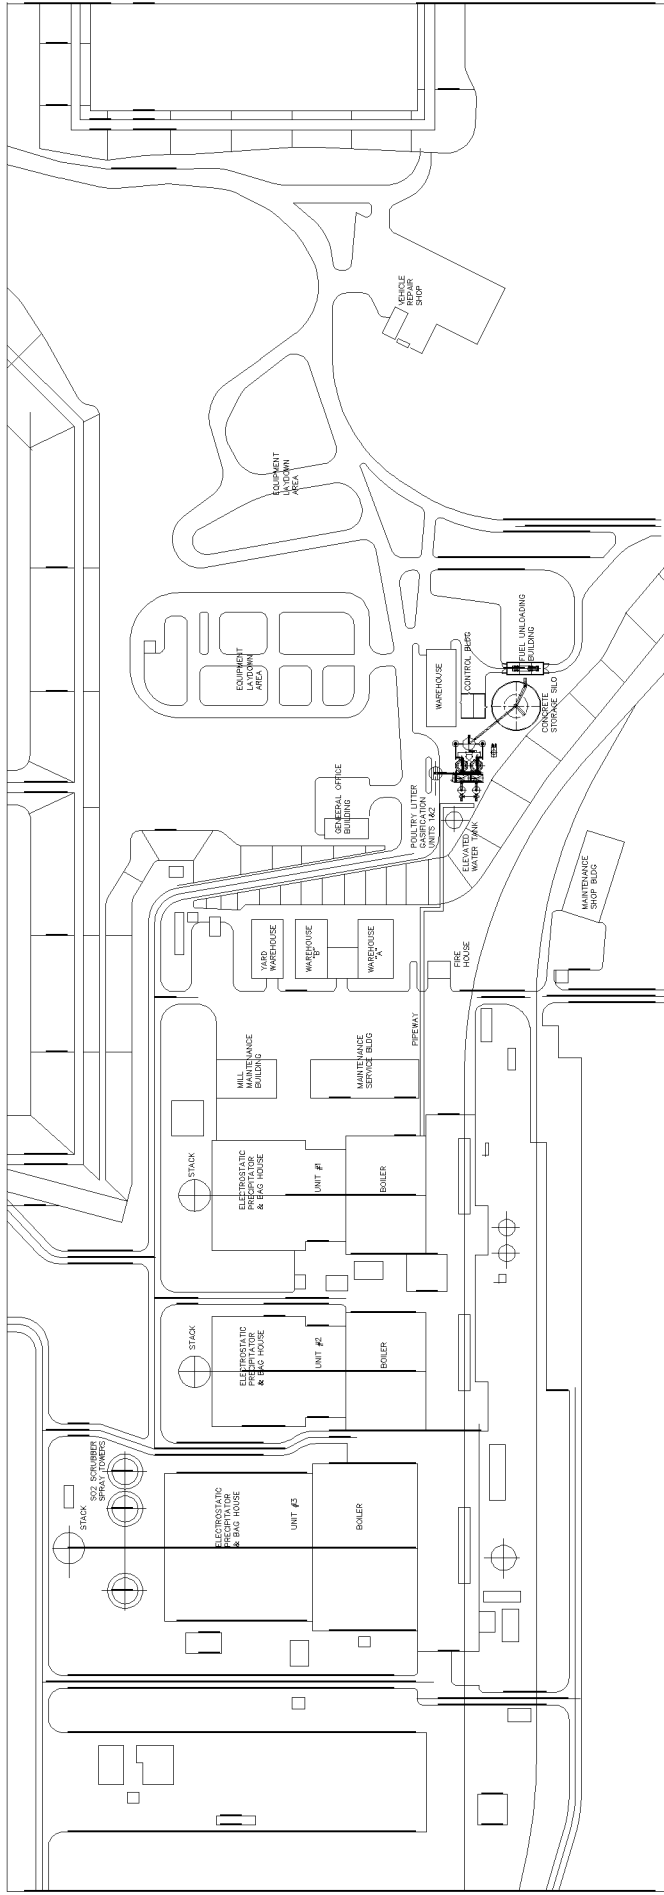 VEHICLE
REPAIR
SHOP
EQUIPMENT
LAYDOWN
AREA
EQUIPMENT
LAYDOWN
AREA
WAREHOUSE
CONTROL BLDG
FUEL UNLOADING
BUILDING
CONCRETE
STORAGE SILO
GENEERAL OFFICE
BUILDING
POULTRY LITTER
GASIFICATION
UNITS 1&2
ELEVATED
WATER TANK
MAINTENANCE
SHOP BLDG
YARD
WAREHOUSE
WAREHOUSE
"B"
WAREHOUSE
"A"
FIRE
HOUSE
PIPEWAY
MILL
MAINTENANCE
BUILDING
MAINTENANCE
SERVICE BLDG
STACK
ELECTROSTATIC
PRECIPITATOR
& BAG HOUSE
UNIT #1
BOILER
STACK
ELECTROSTATIC
PRECIPITATOR
& BAG HOUSE
UNIT #2
BOILER
STACK
SO2 SCRUBBER
SPRAY TOWERS
ELECTROSTATIC
PRECIPITATOR
& BAG HOUSE
UNIT #3
BOILER